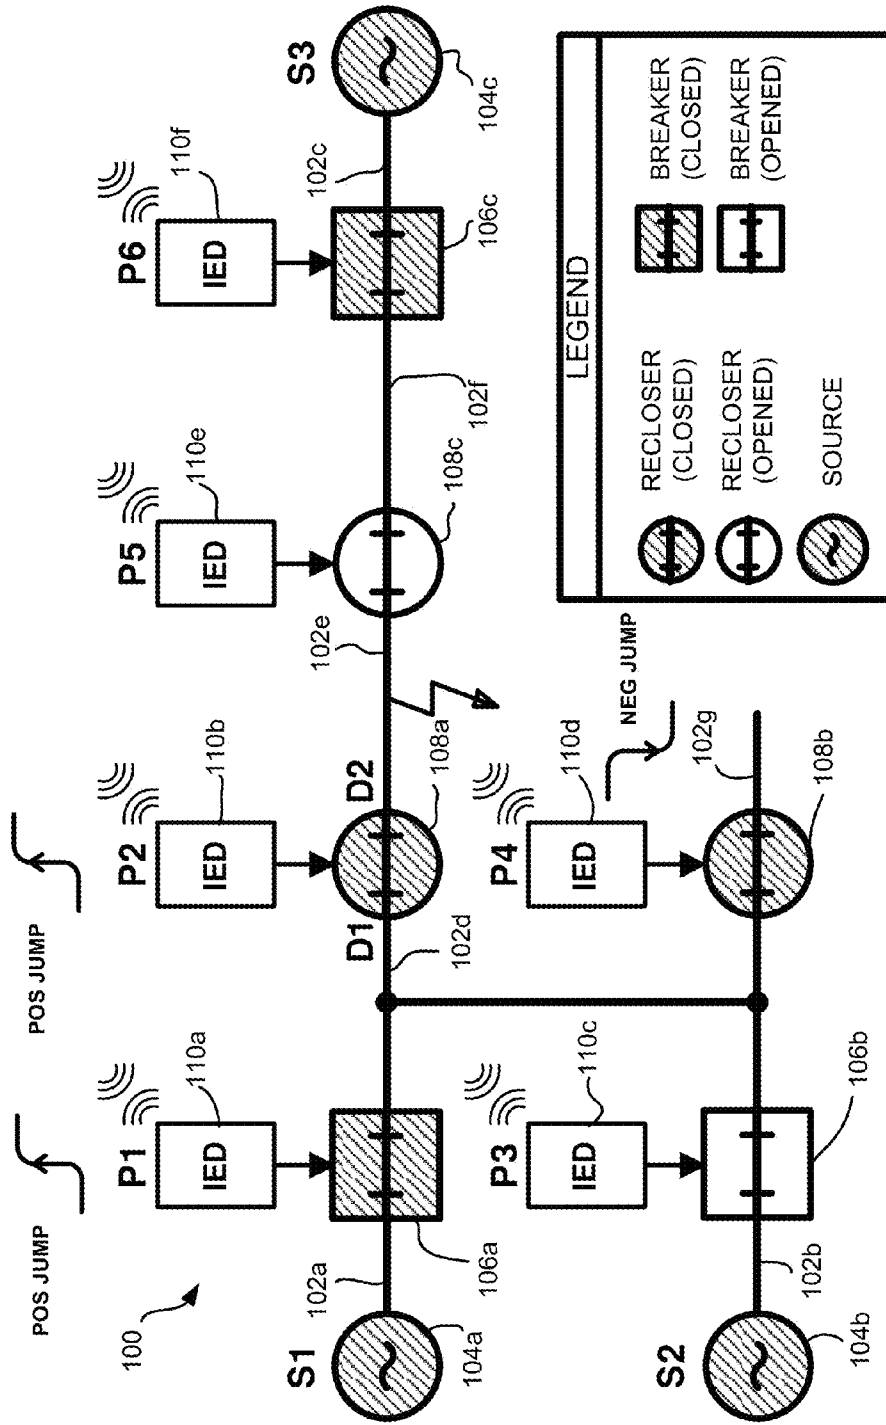 100
POS JUMP
POS JUMP
P1
IED
110a
P2
IED
110b
P5
IED
110e
P6
IED
110f
S1
104a
102a
106a
D1
102d
D2
108a
102e
108c
102f
106c
102c
S3
104c
P3
IED
110c
P4
IED
110d
NEG JUMP
S2
104b
102b
106b
108b
102g
LEGEND
RECLOSER
(CLOSED)
BREAKER
(CLOSED)
RECLOSER
(OPENED)
BREAKER
(OPENED)
SOURCE